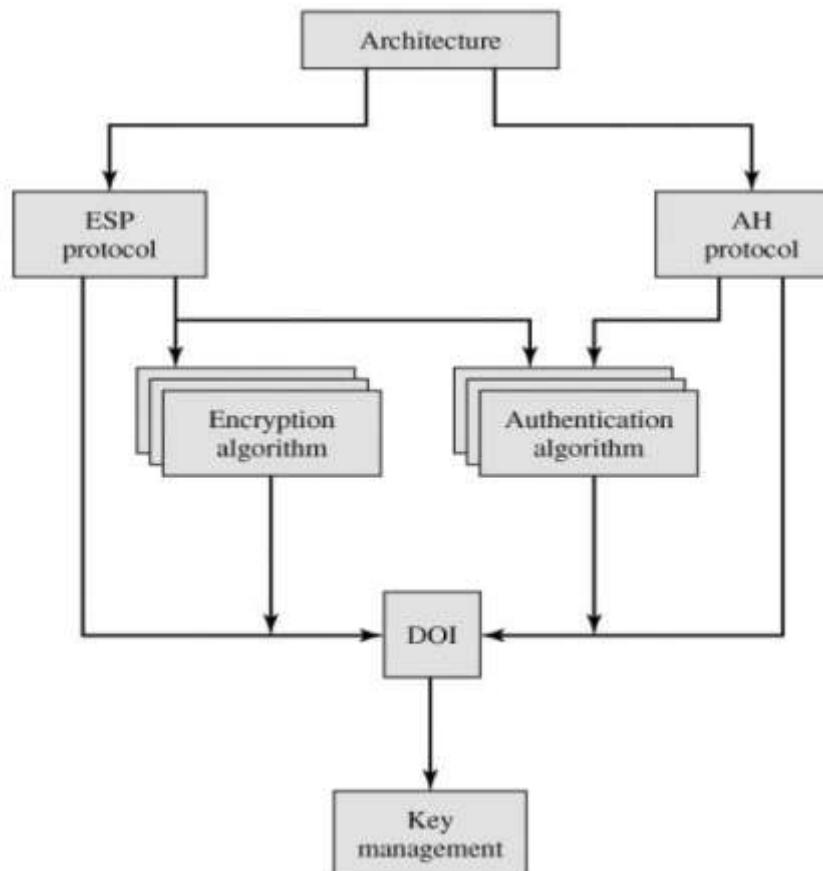 Architecture
ESP
protocol
AH
protocol
Encryption
algorithm
Authentication
algorithm
DOI
Key
management